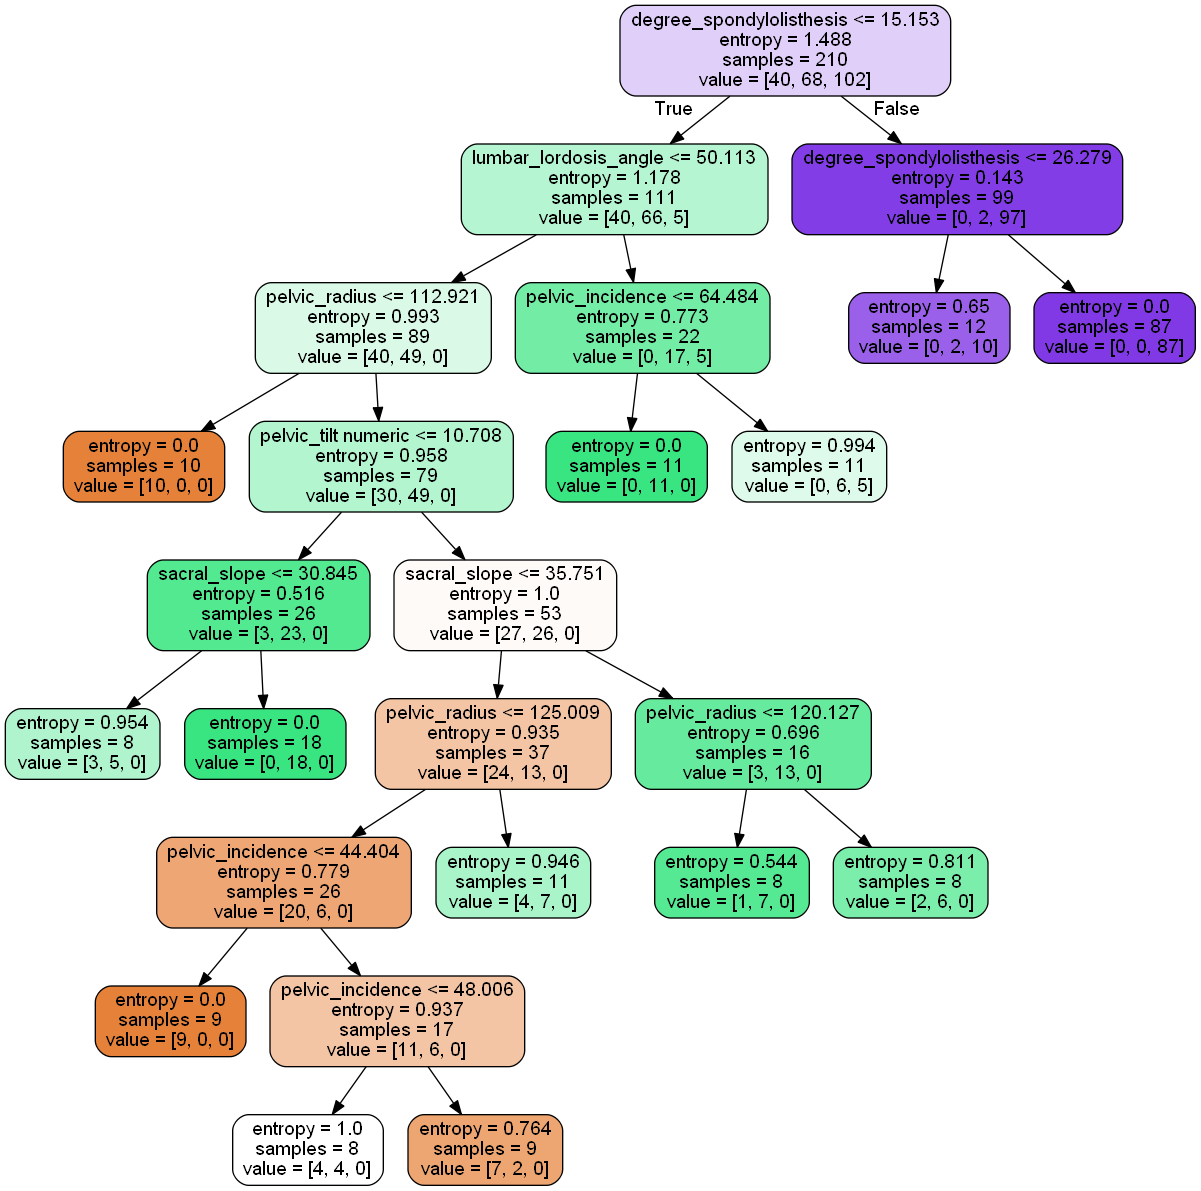 degree_spondylolisthesis <= 15.153
entropy = 1.488
samples = 210
value = [40, 68, 102]
True
False
lumbar_lordosis_angle <= 50.113
entropy = 1.178
samples = 111
value = [40, 66, 5]
degree_spondylolisthesis <= 26.279
entropy = 0.143
samples = 99
value = [0, 2, 97]
pelvic_radius <= 112.921
entropy = 0.993
samples = 89
value = [40, 49, 0]
pelvic_incidence <= 64.484
entropy = 0.773
samples = 22
value = [0, 17, 5]
entropy = 0.65
samples = 12
value = [0, 2, 10]
entropy = 0.0
samples = 87
value = [0, 0, 87]
entropy = 0.0
samples = 10
value = [10, 0, 0]
pelvic_tilt numeric <= 10.708
entropy = 0.958
samples = 79
value = [30, 49, 0]
entropy = 0.0
samples = 11
value = [0, 11, 0]
entropy = 0.994
samples = 11
value = [0, 6, 5]
sacral_slope <= 30.845
entropy = 0.516
samples = 26
value = [3, 23, 0]
sacral_slope <= 35.751
entropy = 1.0
samples = 53
value = [27, 26, 0]
entropy = 0.954
samples = 8
value = [3, 5, 0]
entropy = 0.0
samples = 18
value = [0, 18, 0]
pelvic_radius <= 125.009
entropy = 0.935
samples = 37
value = [24, 13, 0]
pelvic_radius <= 120.127
entropy = 0.696
samples = 16
value = [3, 13, 0]
pelvic_incidence <= 44.404
entropy = 0.779
samples = 26
value = [20, 6, 0]
entropy = 0.946
samples = 11
value = [4, 7, 0]
entropy = 0.544
samples = 8
value = [1, 7, 0]
entropy = 0.811
samples = 8
value = [2, 6, 0]
entropy = 0.0
samples = 9
value = [9, 0, 0]
pelvic_incidence <= 48.006
entropy = 0.937
samples = 17
value = [11, 6, 0]
entropy = 1.0
samples = 8
value = [4, 4, 0]
entropy = 0.764
samples = 9
value = [7, 2, 0]